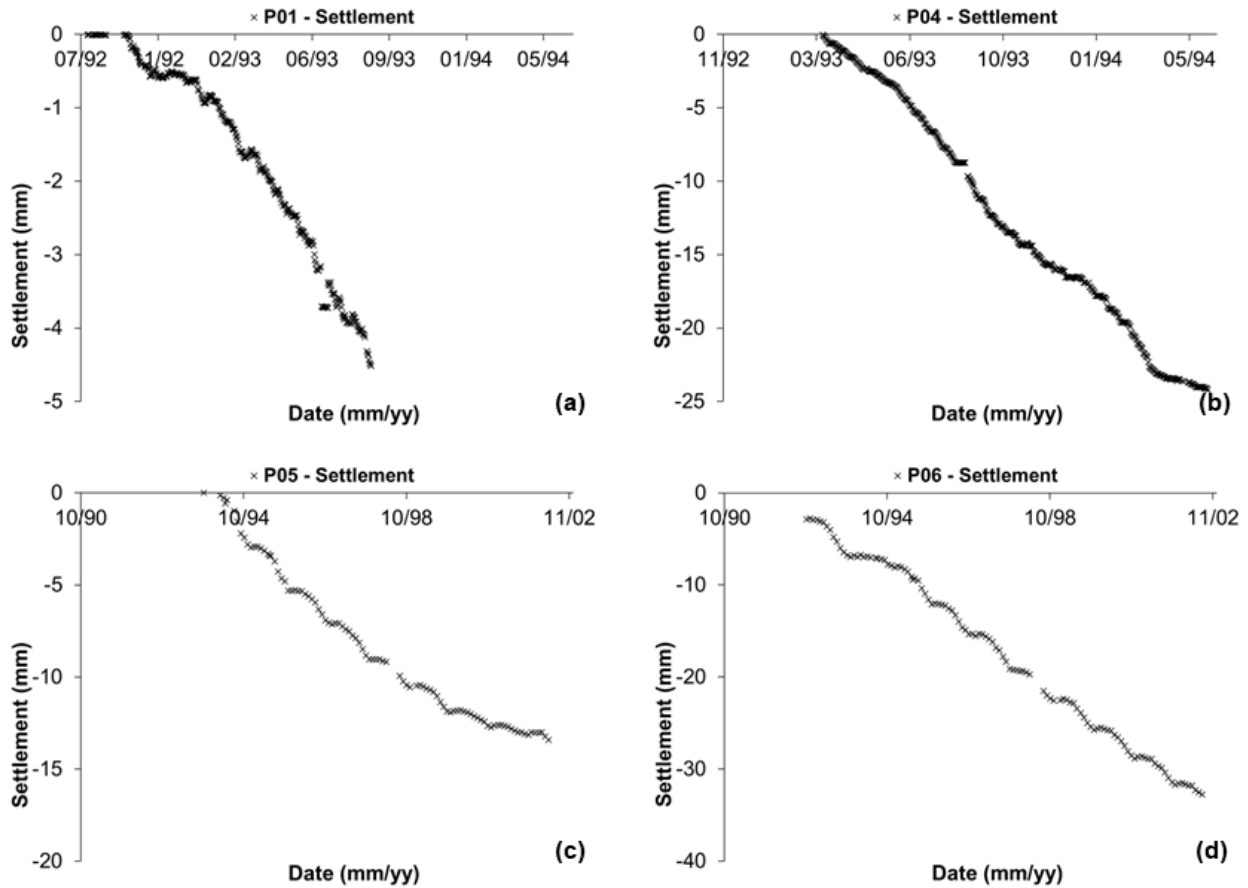 × P01 - Settlement
0
07/92 1/92 02/93 06/93 09/93 01/94 05/94
-1
-2
-3
-4
-5
Settlement (mm)
Date (mm/yy)
(a)
× P04 - Settlement
0
11/92 03/93 06/93 10/93 01/94 05/94
-5
-10
-15
-20
-25
Settlement (mm)
Date (mm/yy)
(b)
× P05 - Settlement
0
10/90 10/94 10/98 11/02
-5
-10
-15
-20
Settlement (mm)
Date (mm/yy)
(c)
× P06 - Settlement
0
10/90 10/94 10/98 11/02
-10
-20
-30
-40
Settlement (mm)
Date (mm/yy)
(d)